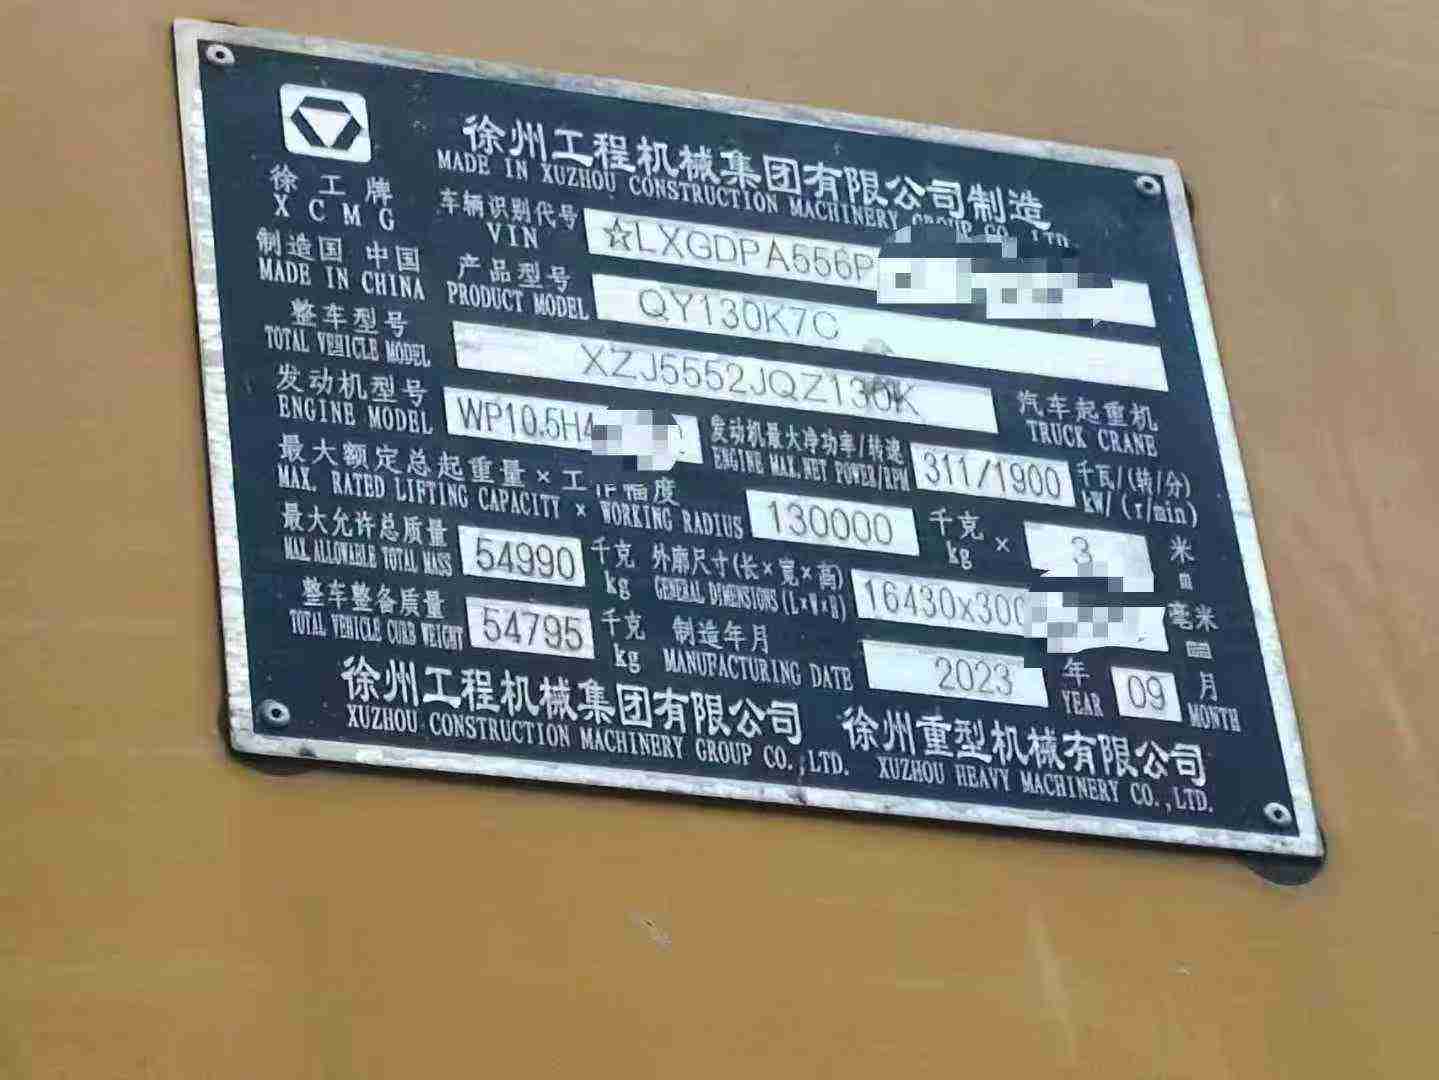 徐州工程机械集团有限公司制造
MADE IN XUZHOU CONSTRUCTION MACHINERY GROUP CO., LTD.
徐工牌
XCMG
车辆识别代号
VIN
☆LXGDPA556P
制造国 中国
MADE IN CHINA
产品型号
PRODUCT MODEL
QY130K7C
整车型号
TOTAL VEHICLE MODEL
XZJ5552JQZ130K
汽车起重机
TRUCK CRANE
发动机型号
ENGINE MODEL
WP10.5H4
发动机最大净功率/转速
ENGINE MAX.NET POWER/RPM
311/1900
千瓦/(转/分)
kW/(r/min)
最大额定总起重量×工作幅度
MAX. RATED LIFTING CAPACITY × WORKING RADIUS
130000
千克
kg
×
3
米
m
最大允许总质量
MAX.ALLOWABLE TOTAL MASS
54990
千克
kg
外廓尺寸(长×宽×高)
GENERAL DIMENSIONS(L×W×H)
16430x300
毫米
整车整备质量
TOTAL VEHICLE CURB WEIGHT
54795
千克
kg
制造年月
MANUFACTURING DATE
2023
年
YEAR
09
月
MONTH
徐州工程机械集团有限公司 徐州重型机械有限公司
XUZHOU CONSTRUCTION MACHINERY GROUP CO.,LTD. XUZHOU HEAVY MACHINERY CO.,LTD.